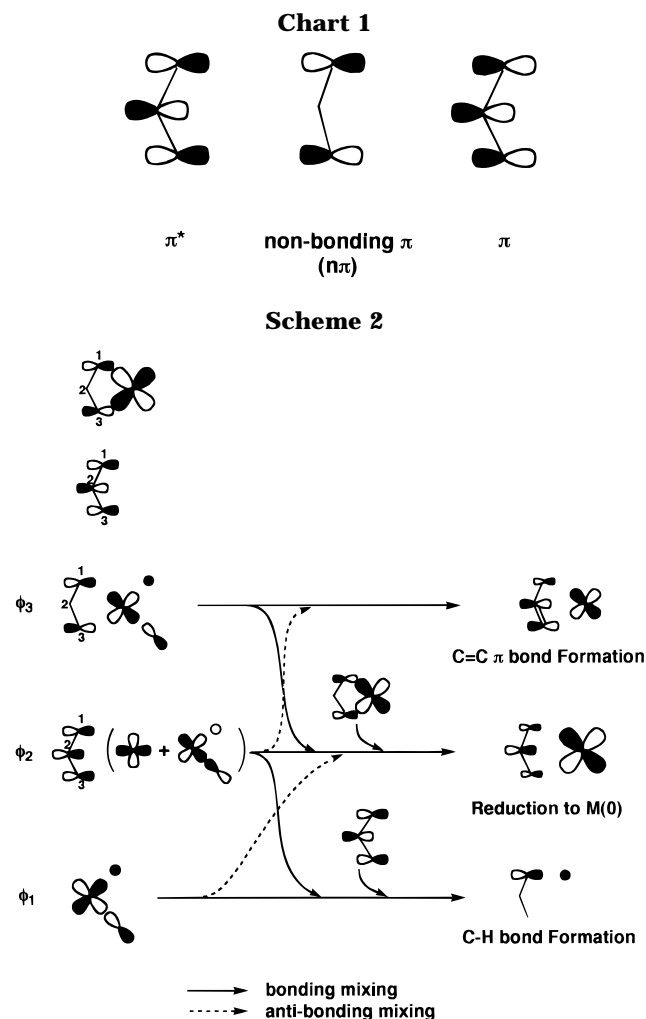 Chart 1
π* non-bonding π π
(nπ)
Scheme 2
1
2
3
1
2
3
ϕ3 1
2
3
C=C π bond Formation
ϕ2 1
2 ( + )
3
Reduction to M(0)
ϕ1
C-H bond Formation
bonding mixing
anti-bonding mixing